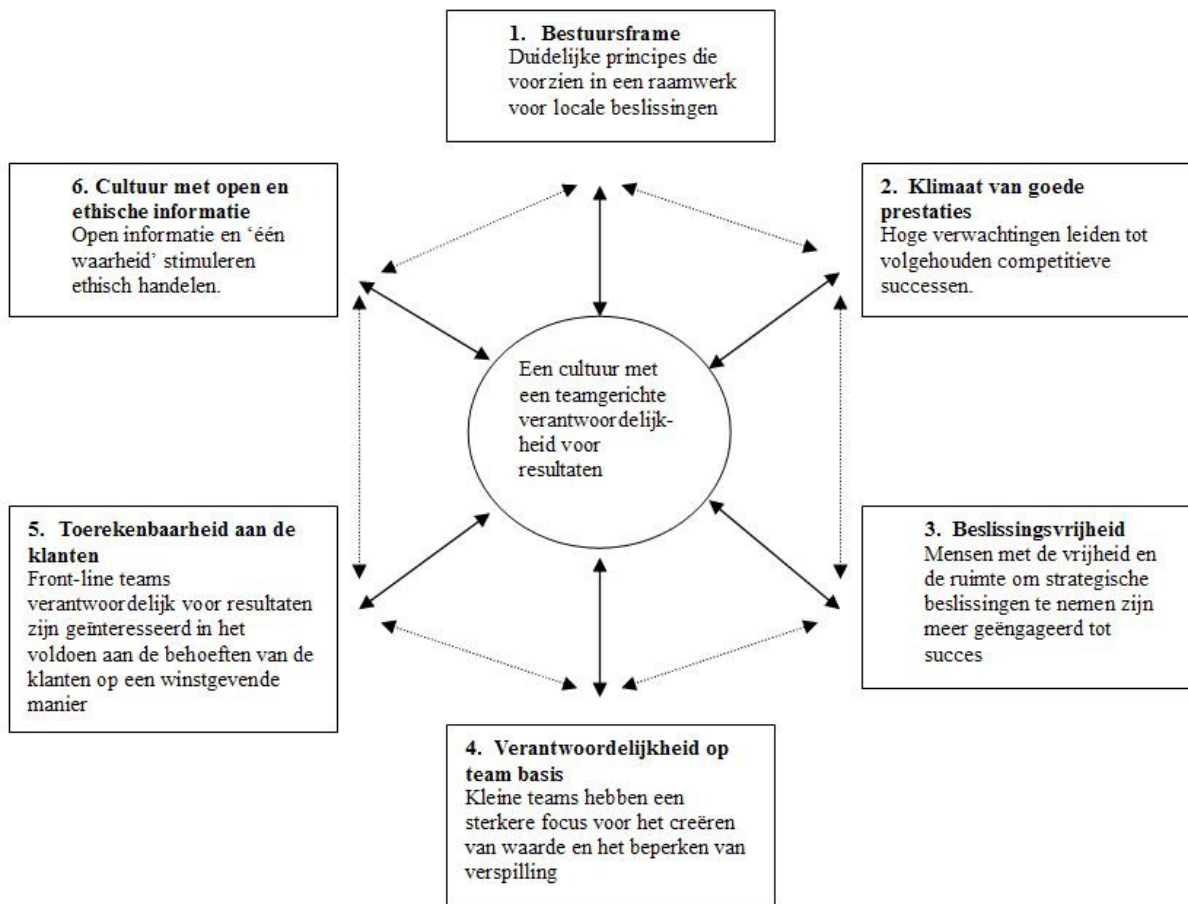 1. Bestuursframe
Duidelijke principes die
voorzien in een raamwerk
voor locale beslissingen
6. Cultuur met open en
ethische informatie
Open informatie en ‘één
waarheid’ stimuleren
ethisch handelen.
2. Klimaat van goede
prestaties
Hoge verwachtingen leiden tot
volgehouden competitieve
successen.
Een cultuur met
een teamgerichte
verantwoordelijk-
heid voor
resultaten
5. Toerekenbaarheid aan de
klanten
Front-line teams
verantwoordelijk voor resultaten
zijn geïnteresseerd in het
voldoen aan de behoeften van de
klanten op een winstgevende
manier
3. Beslissingsvrijheid
Mensen met de vrijheid en
de ruimte om strategische
beslissingen te nemen zijn
meer geëngageerd tot
succes
4. Verantwoordelijkheid op
team basis
Kleine teams hebben een
sterkere focus voor het creëren
van waarde en het beperken van
verspilling